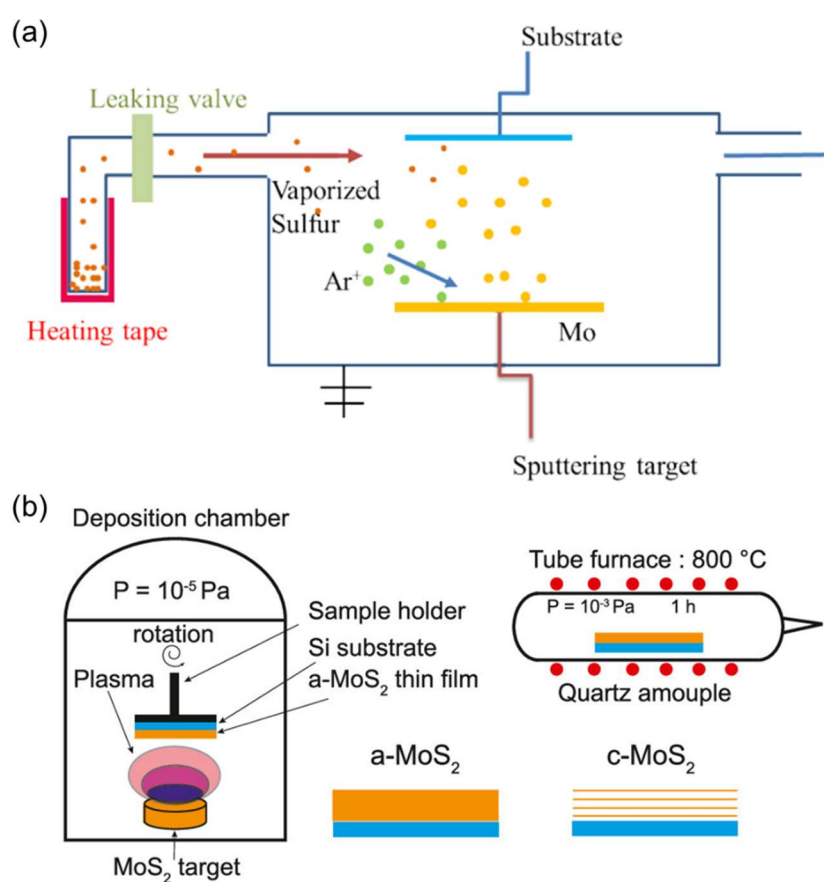 (a)
Substrate
Leaking valve
Vaporized
Sulfur
Ar⁺
Heating tape
Mo
Sputtering target
(b)
Deposition chamber
P = 10⁻⁵ Pa
rotation
Plasma
Sample holder
Si substrate
a-MoS₂ thin film
MoS₂ target
Tube furnace : 800 °C
P = 10⁻³ Pa 1 h
Quartz amouple
a-MoS₂
c-MoS₂